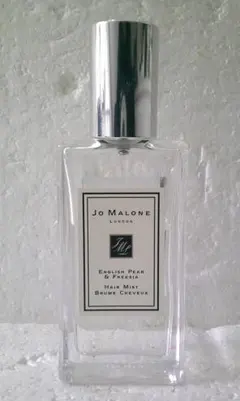 JO MALONE
LONDON
ENGLISH PEAR
& FREESIA
HAIR MIST
BRUME CHEVEUX